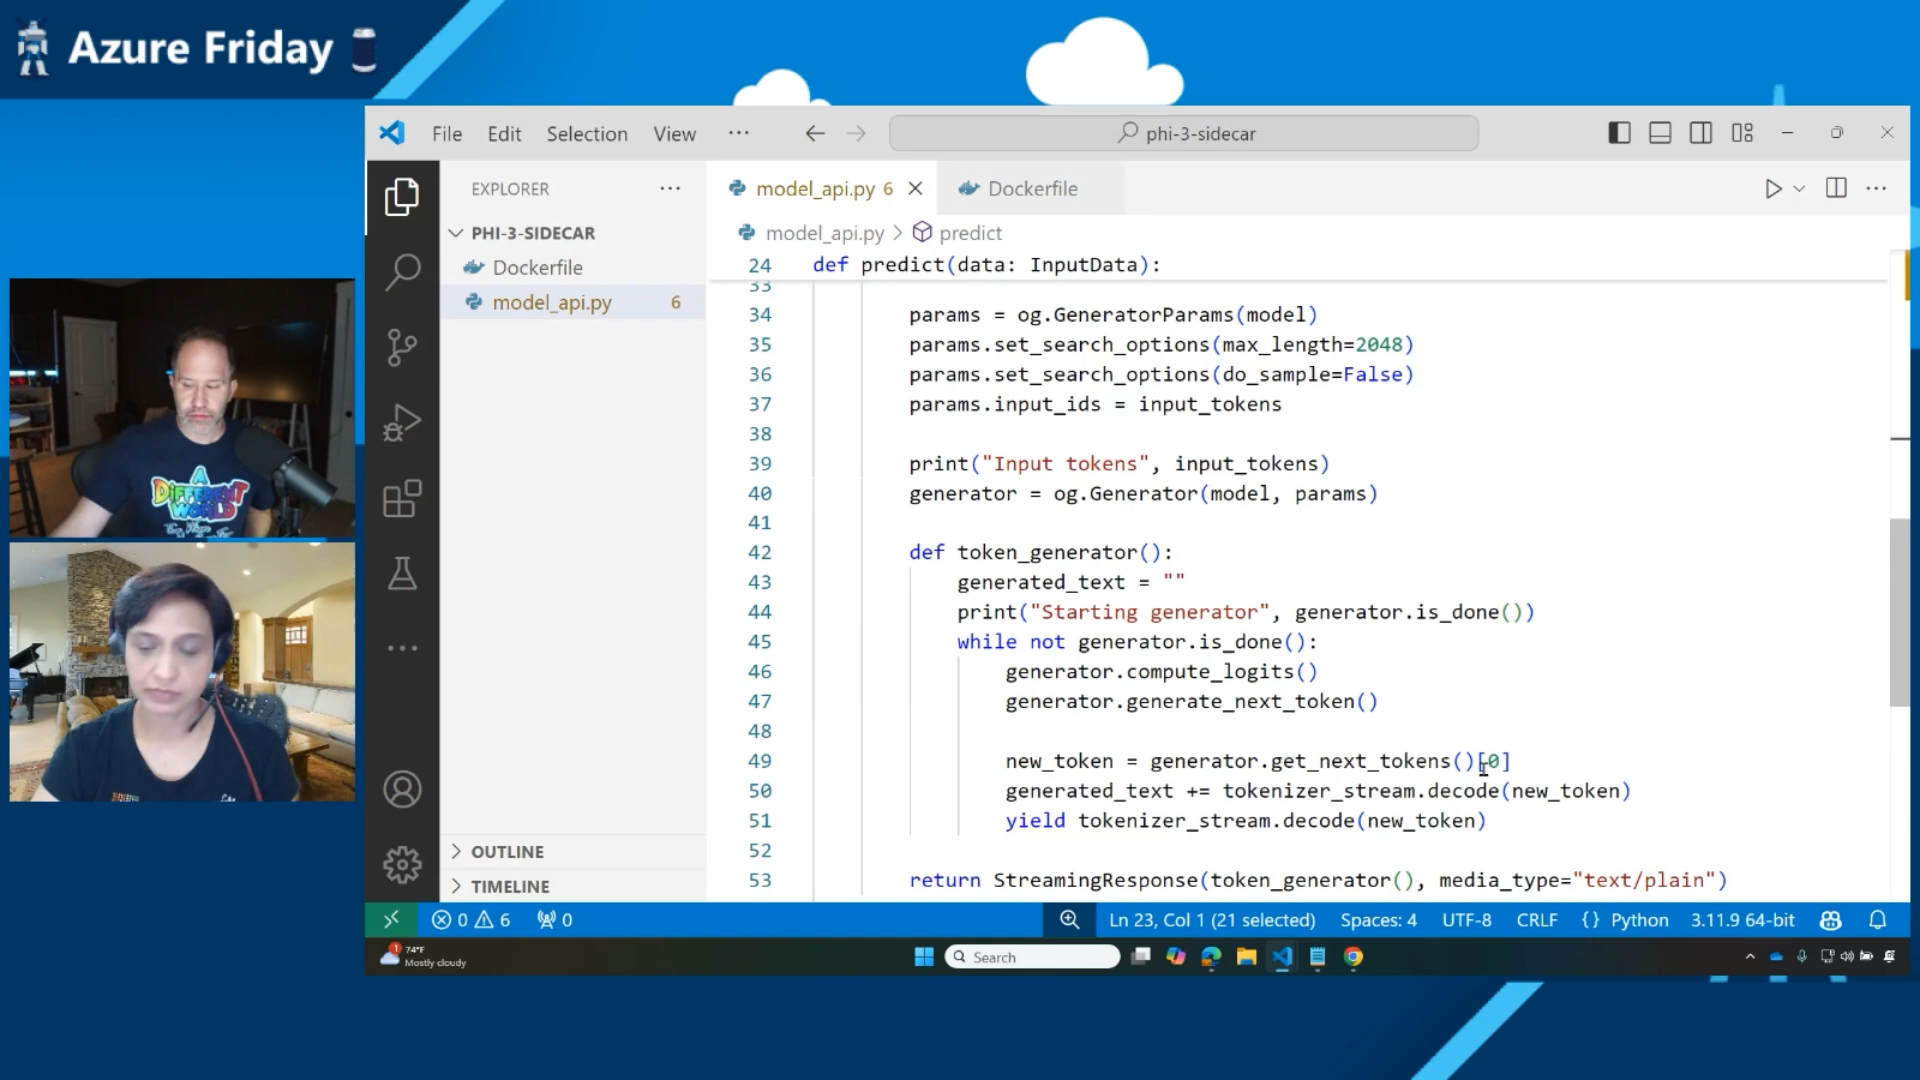 Azure Friday
File Edit Selection View ··· phi-3-sidecar
EXPLORER ···
PHI-3-SIDECAR
Dockerfile
model_api.py 6
OUTLINE
TIMELINE
model_api.py 6 Dockerfile
model_api.py > predict
24 def predict(data: InputData):
33
34 params = og.GeneratorParams(model)
35 params.set_search_options(max_length=2048)
36 params.set_search_options(do_sample=False)
37 params.input_ids = input_tokens
38
39 print("Input tokens", input_tokens)
40 generator = og.Generator(model, params)
41
42 def token_generator():
43 generated_text = ""
44 print("Starting generator", generator.is_done())
45 while not generator.is_done():
46 generator.compute_logits()
47 generator.generate_next_token()
48
49 new_token = generator.get_next_tokens()[0]
50 generated_text += tokenizer_stream.decode(new_token)
51 yield tokenizer_stream.decode(new_token)
52
53 return StreamingResponse(token_generator(), media_type="text/plain")
0 6 0 Ln 23, Col 1 (21 selected) Spaces: 4 UTF-8 CRLF {} Python 3.11.9 64-bit
1 74°F
Mostly cloudy
Search
A
DIFFERENT
WORLD